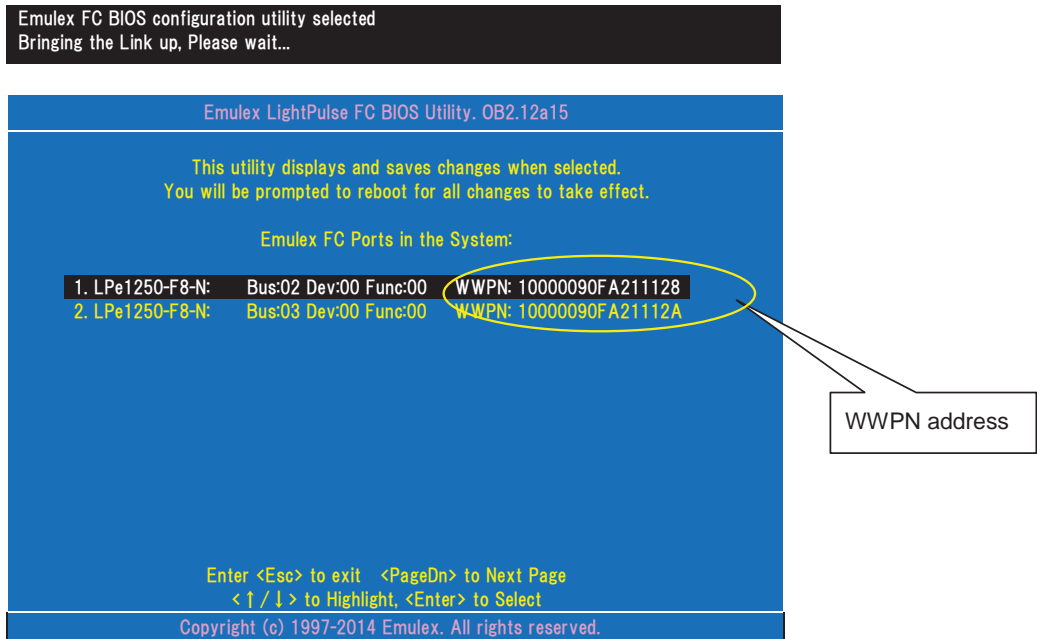 Emulex FC BIOS configuration utility selected
Bringing the Link up, Please wait...
Emulex LightPulse FC BIOS Utility. OB2.12a15
This utility displays and saves changes when selected.
You will be prompted to reboot for all changes to take effect.
Emulex FC Ports in the System:
1. LPe1250-F8-N: Bus:02 Dev:00 Func:00 WWPN: 10000090FA211128
2. LPe1250-F8-N: Bus:03 Dev:00 Func:00 WWPN: 10000090FA21112A
WWPN address
Enter <Esc> to exit <PageDn> to Next Page
<↑/↓> to Highlight, <Enter> to Select
Copyright (c) 1997-2014 Emulex. All rights reserved.